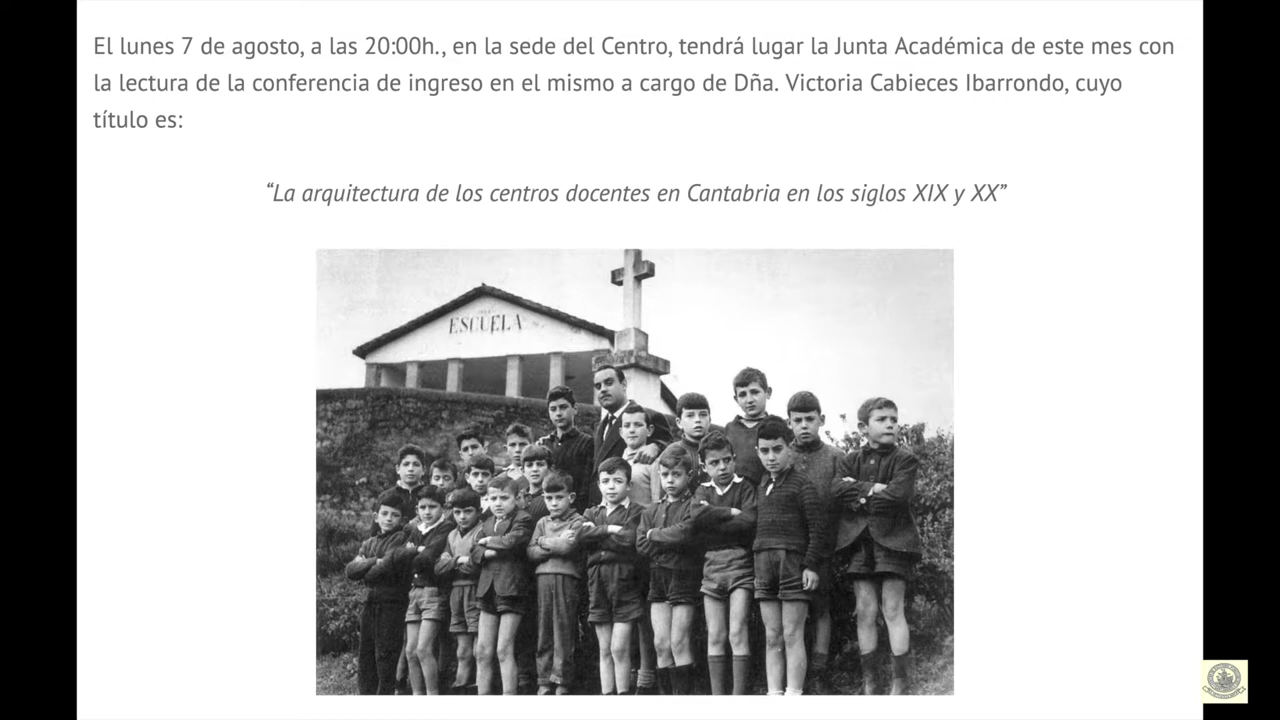 El lunes 7 de agosto, a las 20:00h., en la sede del Centro, tendrá lugar la Junta Académica de este mes con
la lectura de la conferencia de ingreso en el mismo a cargo de Dña. Victoria Cabieces Ibarrondo, cuyo
título es:
“La arquitectura de los centros docentes en Cantabria en los siglos XIX y XX”
ESCUELA